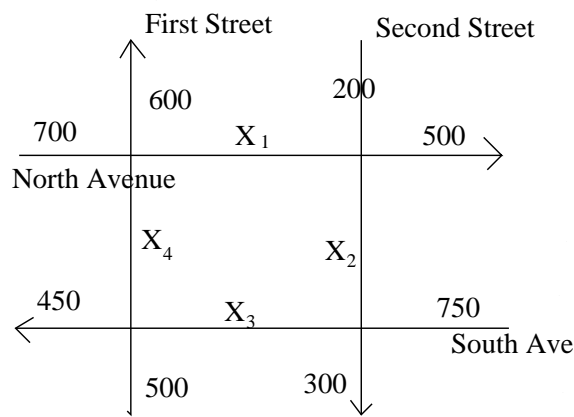 First Street
Second Street
600
200
700
X₁
500
North Avenue
X₄
X₂
450
X₃
750
South Ave
500
300